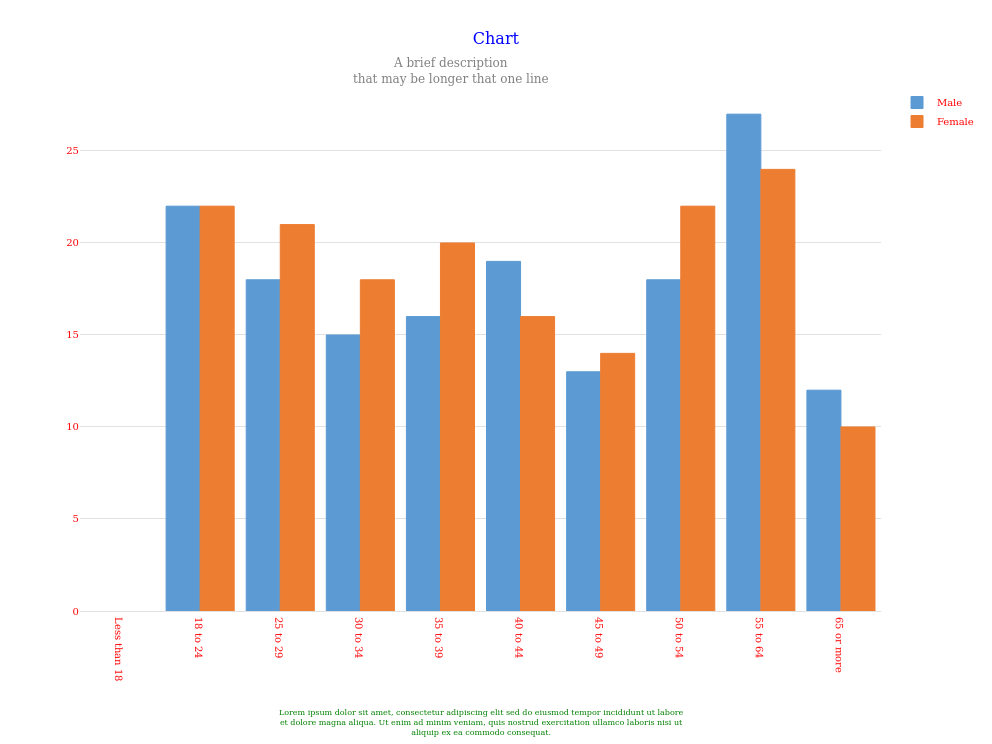 Chart
A brief description
that may be longer that one line
Male
Female
25
20
15
10
5
0
Less than 18
18 to 24
25 to 29
30 to 34
35 to 39
40 to 44
45 to 49
50 to 54
55 to 64
65 or more
Lorem ipsum dolor sit amet, consectetur adipiscing elit sed do eiusmod tempor incididunt ut labore
et dolore magna aliqua. Ut enim ad minim veniam, quis nostrud exercitation ullamco laboris nisi ut
aliquip ex ea commodo consequat.